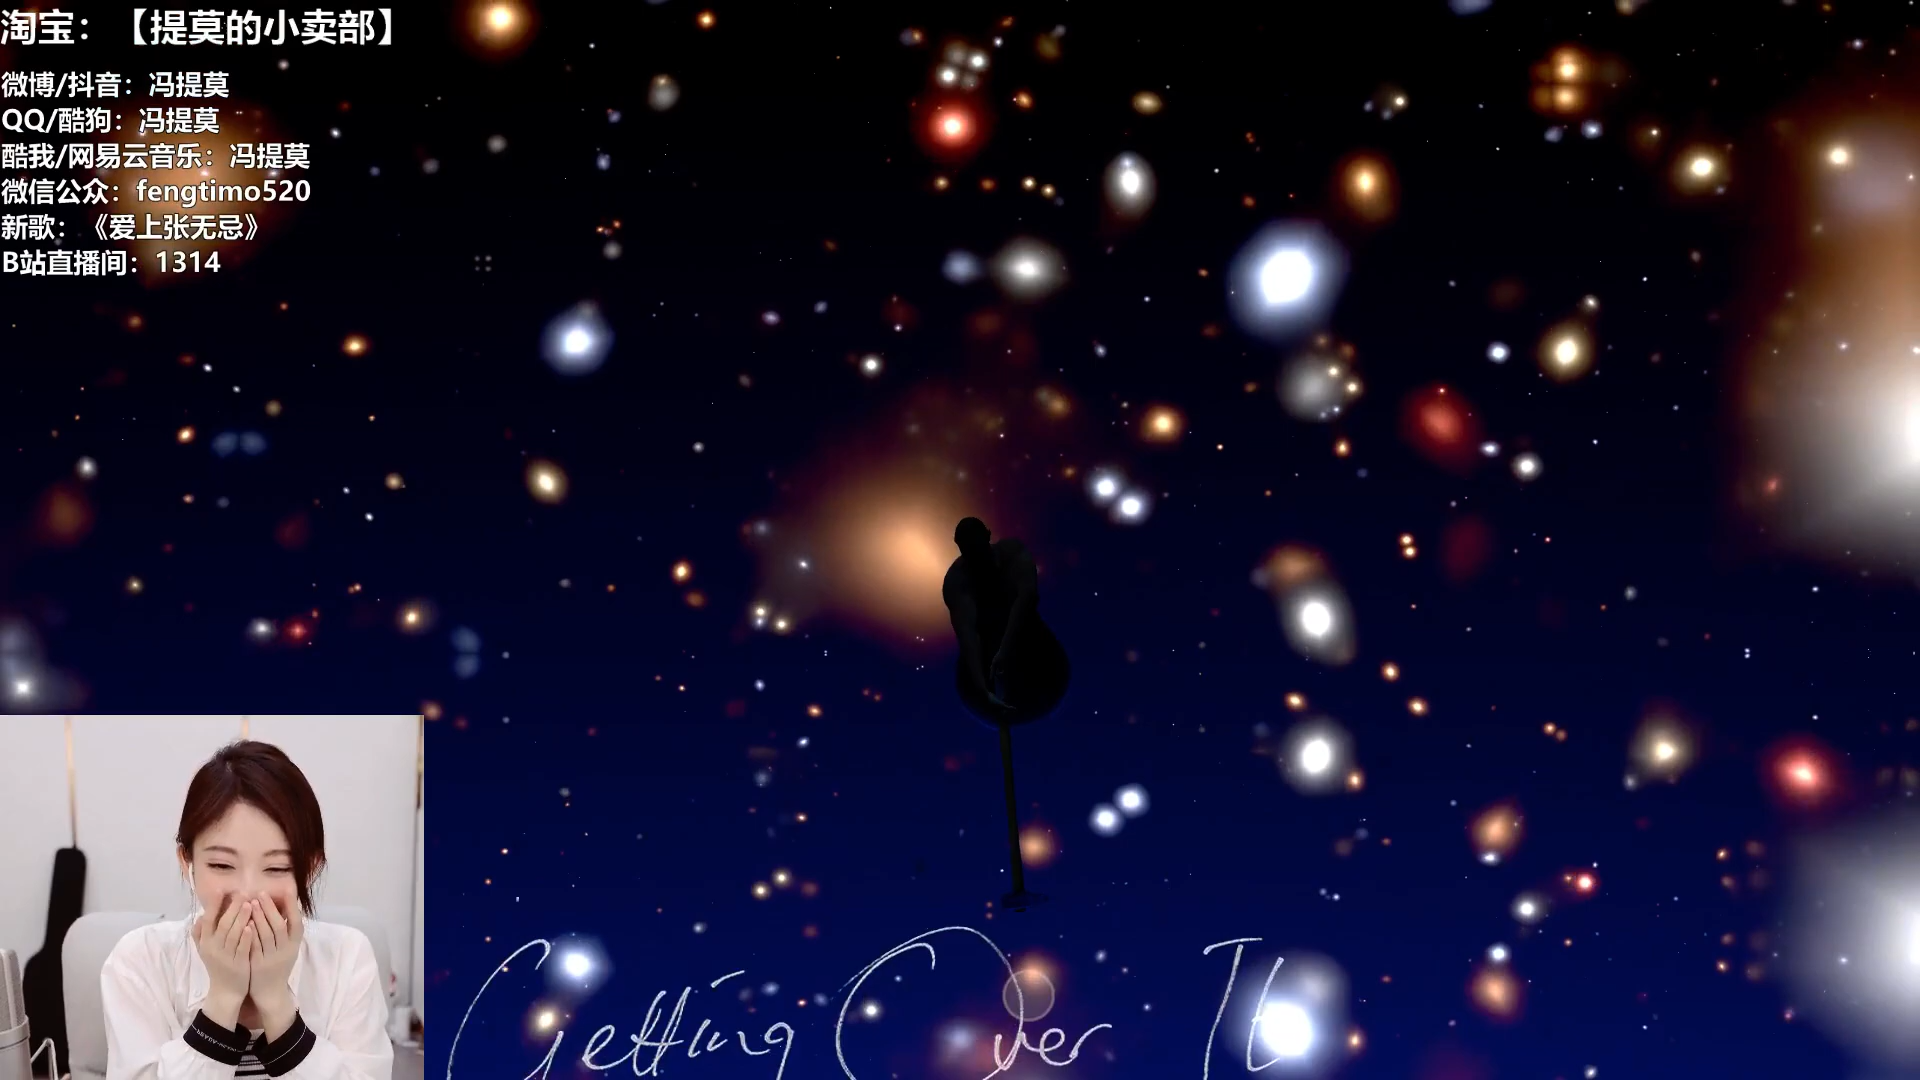 淘宝：【提莫的小卖部】
微博/抖音：冯提莫
QQ/酷狗：冯提莫
酷我/网易云音乐：冯提莫
微信公众：fengtimo520
新歌：《爱上张无忌》
B站直播间：1314
Getting Over It